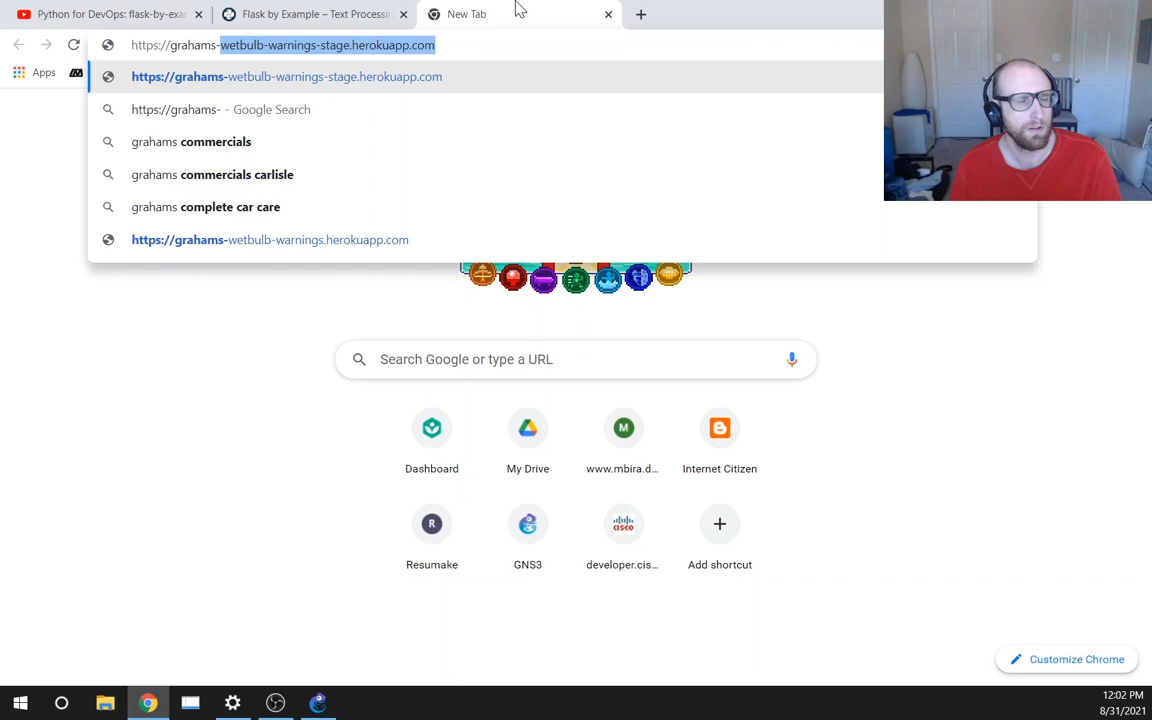 Python for DevOps: flask-by-exa
Flask by Example – Text Processin
New Tab
https://grahams-wetbulb-warnings-stage.herokuapp.com
Apps
https://grahams-wetbulb-warnings-stage.herokuapp.com
https://grahams- - Google Search
grahams commercials
grahams commercials carlisle
grahams complete car care
https://grahams-wetbulb-warnings.herokuapp.com
Search Google or type a URL
M
R
cisco
Dashboard
My Drive
www.mbira.d...
Internet Citizen
Resumake
GNS3
developer.cis...
Add shortcut
Customize Chrome
12:02 PM
8/31/2021